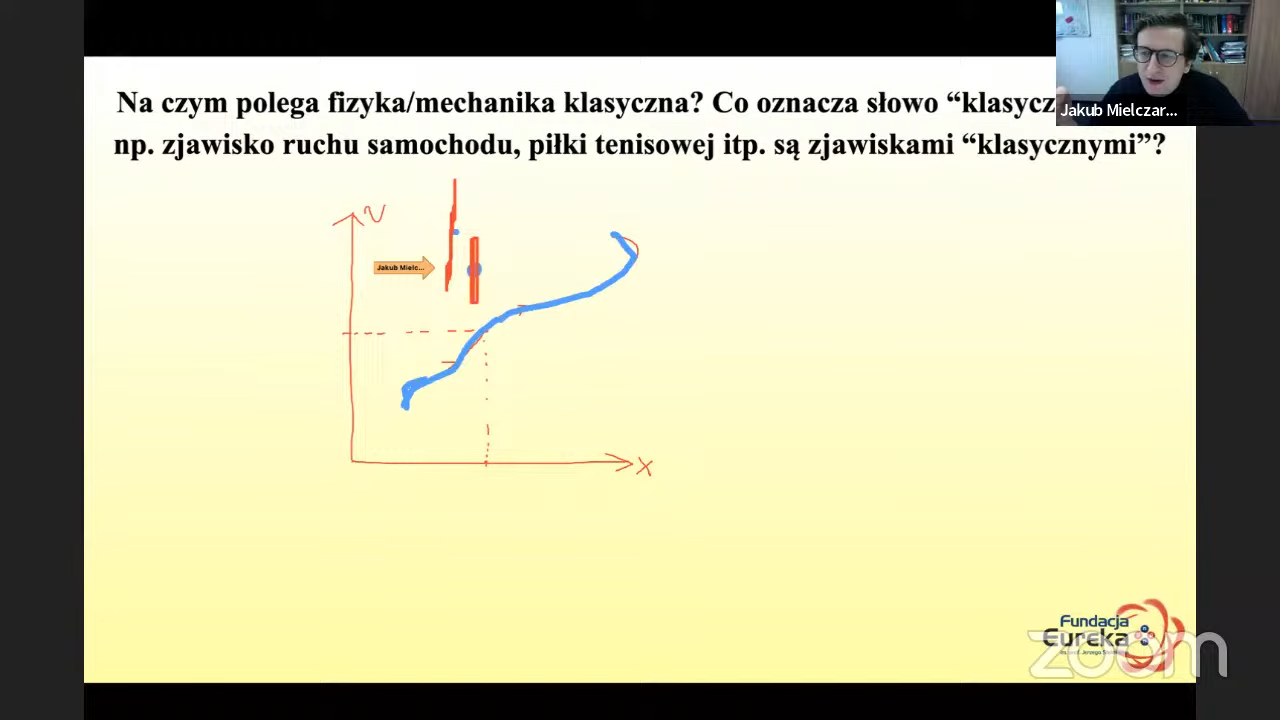 Na czym polega fizyka/mechanika klasyczna? Co oznacza słowo “klasycz
Jakub Mielczar...
np. zjawisko ruchu samochodu, piłki tenisowej itp. są zjawiskami “klasycznymi”?
v
Jakub Mielc...
x
Fundacja
Eureka
zoom